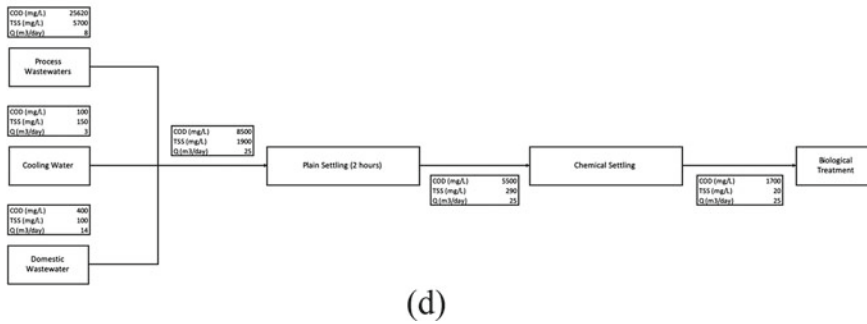 COD (mg/L) 25620
TSS (mg/L) 5700
Q (m3/day) 8
Process
Wastewaters
COD (mg/L) 100
TSS (mg/L) 150
Q (m3/day) 3
Cooling Water
COD (mg/L) 400
TSS (mg/L) 100
Q (m3/day) 14
Domestic
Wastewater
COD (mg/L) 8500
TSS (mg/L) 1900
Q (m3/day) 25
Plain Settling (2 hours)
COD (mg/L) 5500
TSS (mg/L) 290
Q (m3/day) 25
Chemical Settling
COD (mg/L) 1700
TSS (mg/L) 20
Q (m3/day) 25
Biological
Treatment
(d)